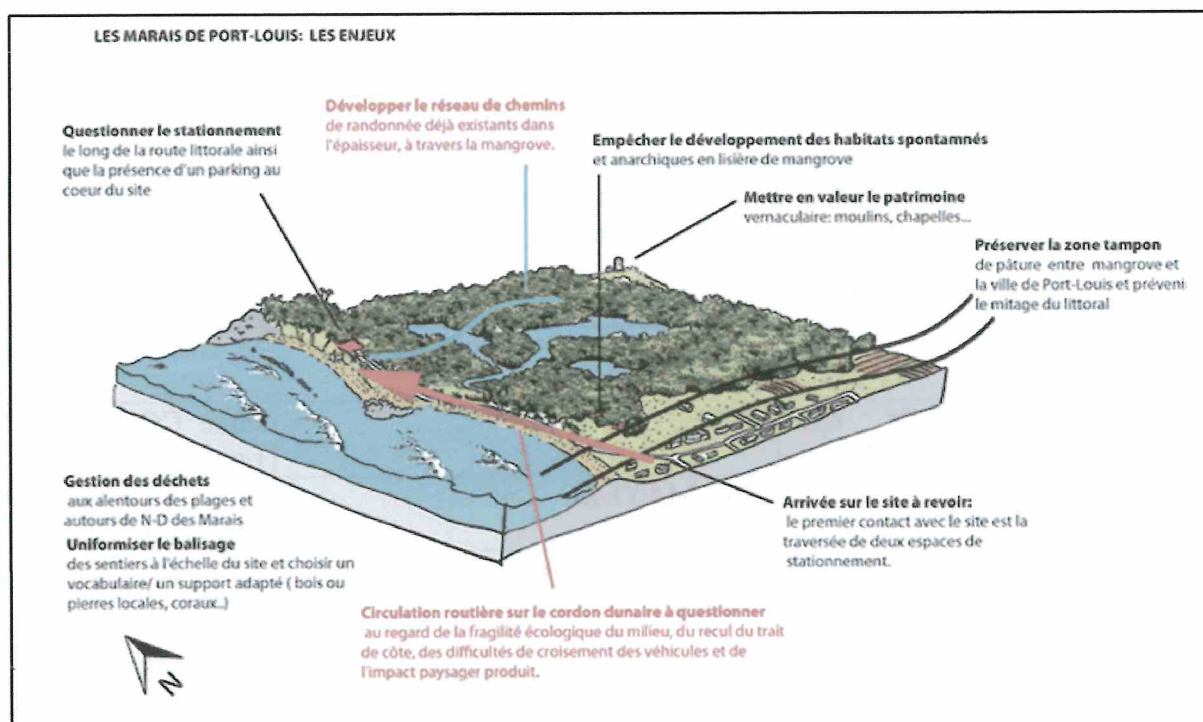 LES MARAIS DE PORT-LOUIS: LES ENJEUX
Développer le réseau de chemins
de randonnée déjà existants dans
l'épaisseur, à travers la mangrove.
Questionner le stationnement
le long de la route littorale ainsi
que la présence d'un parking au
coeur du site
Empêcher le développement des habitats spontamnés
et anarchiques en lisière de mangrove
Mettre en valeur le patrimoine
vernaculaire: moulins, chapelles...
Préserver la zone tampon
de pâture entre mangrove et
la ville de Port-Louis et préveni
le mitage du littoral
Gestion des déchets
aux alentours des plages et
autours de N-D des Marais
Uniformiser le balisage
des sentiers à l'échelle du site et choisir un
vocabulaire/ un support adapté ( bois ou
pierres locales, coraux..)
Arrivée sur le site à revoir:
le premier contact avec le site est la
traversée de deux espaces de
stationnement.
Circulation routière sur le cordon dunaire à questionner
au regard de la fragilité écologique du milieu, du recul du trait
de côte, des difficultés de croisement des véhicules et de
l'impact paysager produit.
N